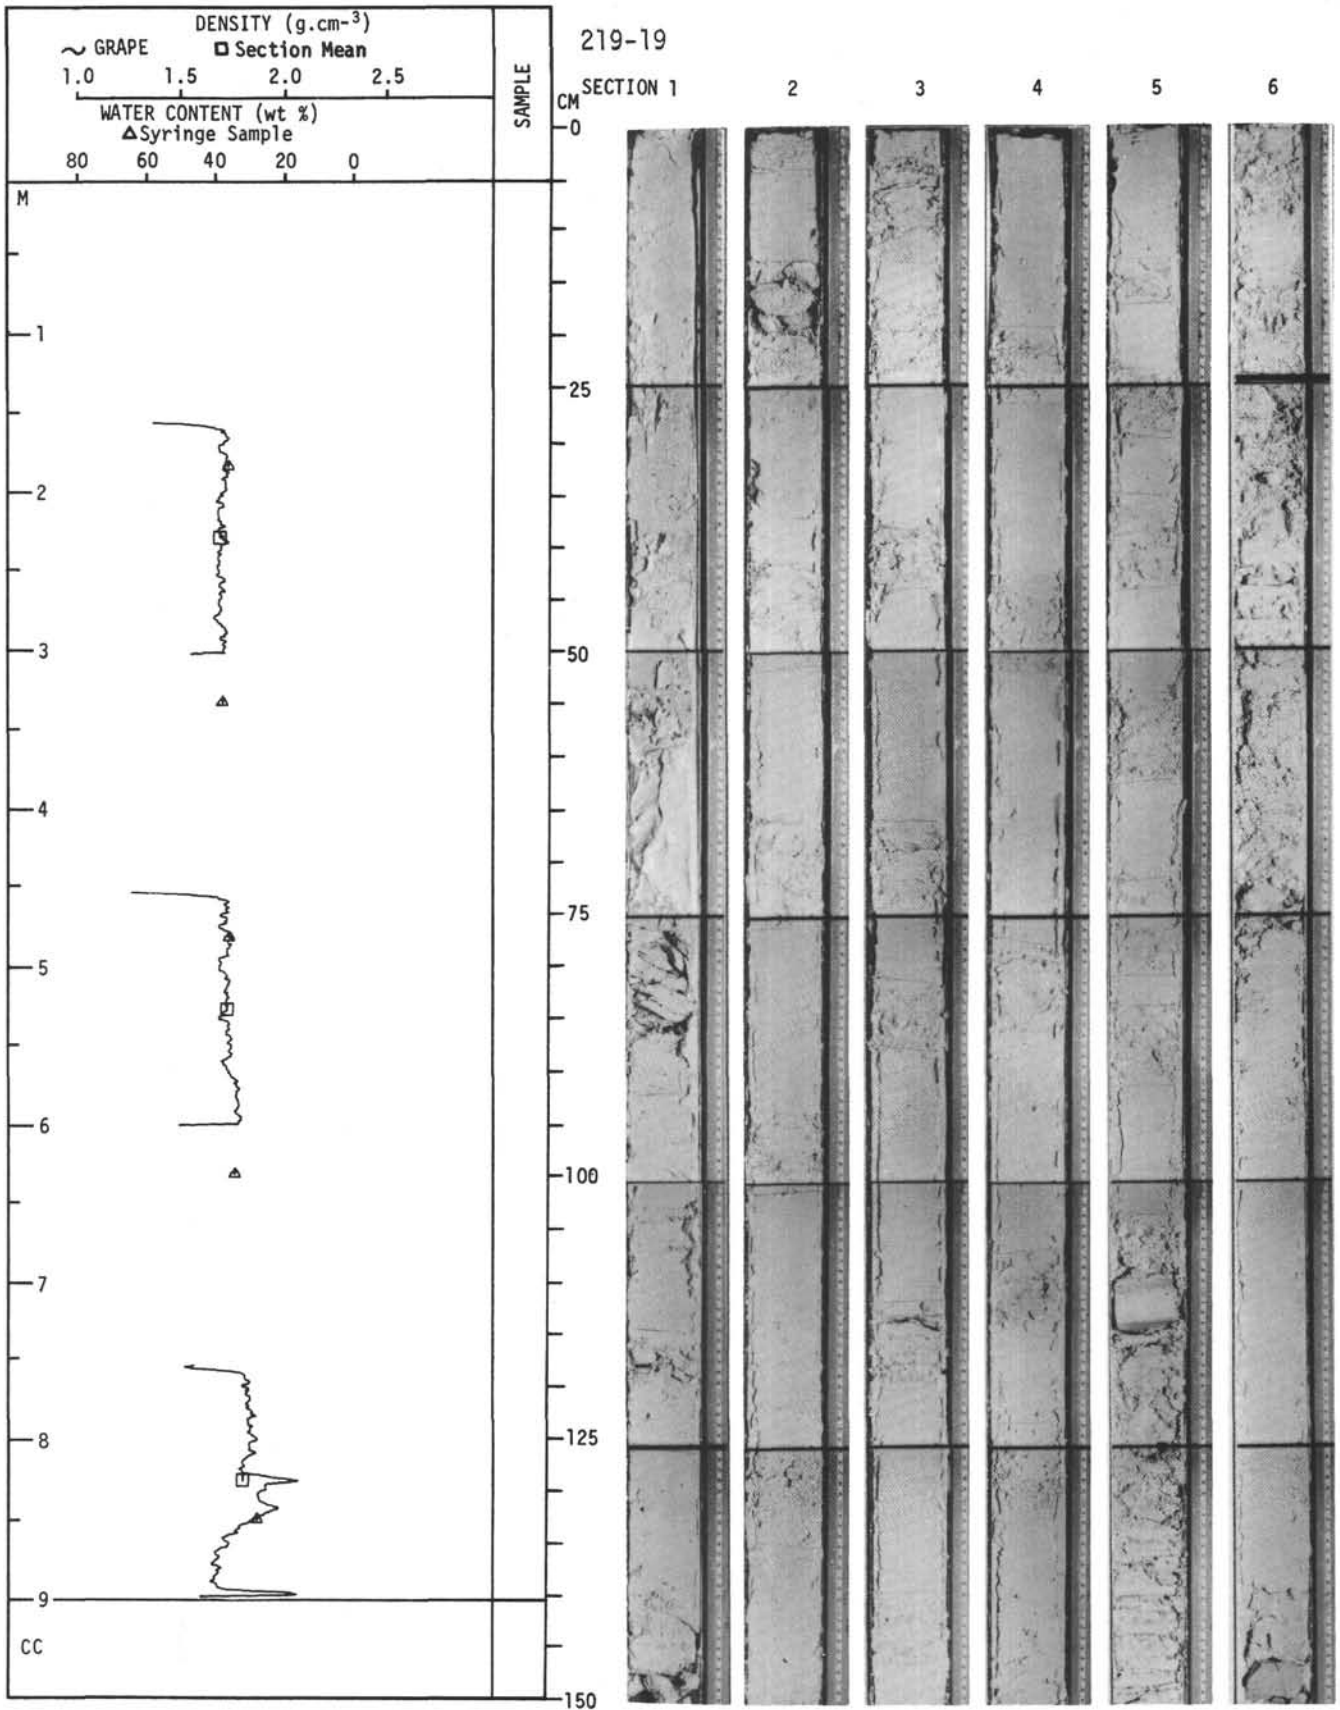 DENSITY (g.cm-3)
GRAPE Section Mean
1.0 1.5 2.0 2.5
WATER CONTENT (wt %)
Syringe Sample
80 60 40 20 0
SAMPLE
219-19
CM SECTION 1 2 3 4 5 6
0
M
1
25
2
3
50
4
75
5
6
100
7
8
125
9
CC
150